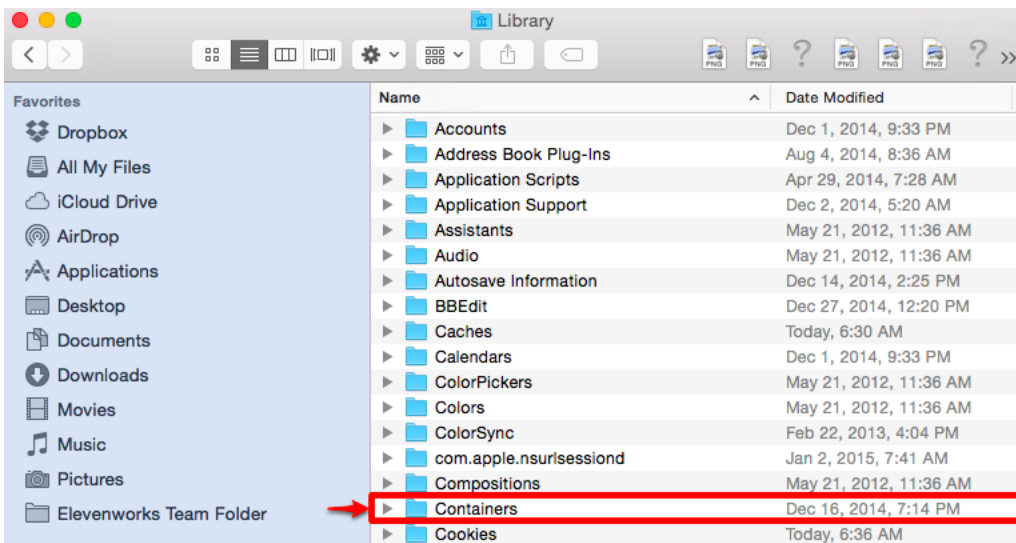 Library
PNG PNG ? PNG PNG PNG ? »
Favorites
Dropbox
All My Files
iCloud Drive
AirDrop
Applications
Desktop
Documents
Downloads
Movies
Music
Pictures
Elevenworks Team Folder
Name Date Modified
Accounts Dec 1, 2014, 9:33 PM
Address Book Plug-Ins Aug 4, 2014, 8:36 AM
Application Scripts Apr 29, 2014, 7:28 AM
Application Support Dec 2, 2014, 5:20 AM
Assistants May 21, 2012, 11:36 AM
Audio May 21, 2012, 11:36 AM
Autosave Information Dec 14, 2014, 2:25 PM
BBEdit Dec 27, 2014, 12:20 PM
Caches Today, 6:30 AM
Calendars Dec 1, 2014, 9:33 PM
ColorPickers May 21, 2012, 11:36 AM
Colors May 21, 2012, 11:36 AM
ColorSync Feb 22, 2013, 4:04 PM
com.apple.nsurlsessiond Jan 2, 2015, 7:41 AM
Compositions May 21, 2012, 11:36 AM
Containers Dec 16, 2014, 7:14 PM
Cookies Today, 6:36 AM